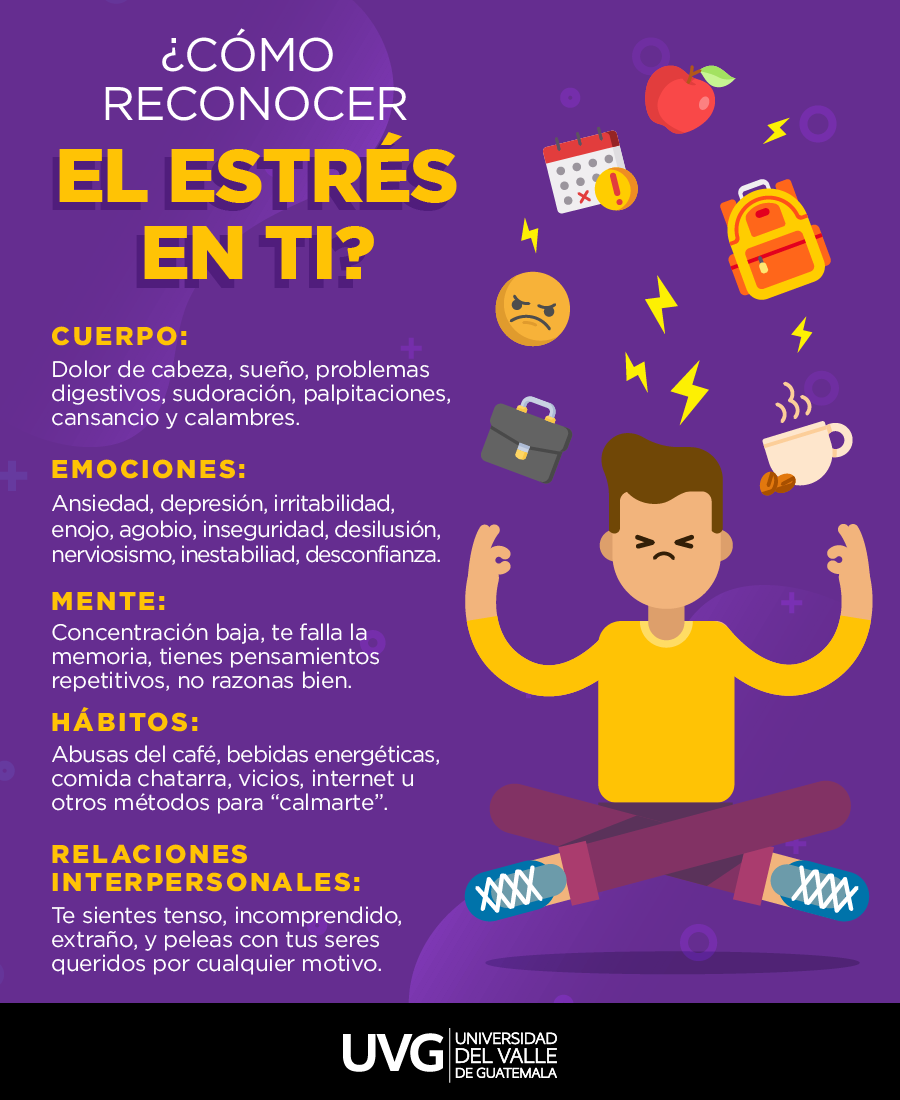 ¿CÓMO
RECONOCER
EL ESTRÉS
EN TI?
CUERPO:
Dolor de cabeza, sueño, problemas
digestivos, sudoración, palpitaciones,
cansancio y calambres.
EMOCIONES:
Ansiedad, depresión, irritabilidad,
enojo, agobio, inseguridad, desilusión,
nerviosismo, inestabiliad, desconfianza.
MENTE:
Concentración baja, te falla la
memoria, tienes pensamientos
repetitivos, no razonas bien.
HÁBITOS:
Abusas del café, bebidas energéticas,
comida chatarra, vicios, internet u
otros métodos para “calmarte”.
RELACIONES
INTERPERSONALES:
Te sientes tenso, incomprendido,
extraño, y peleas con tus seres
queridos por cualquier motivo.
UVG
UNIVERSIDAD
DEL VALLE
DE GUATEMALA